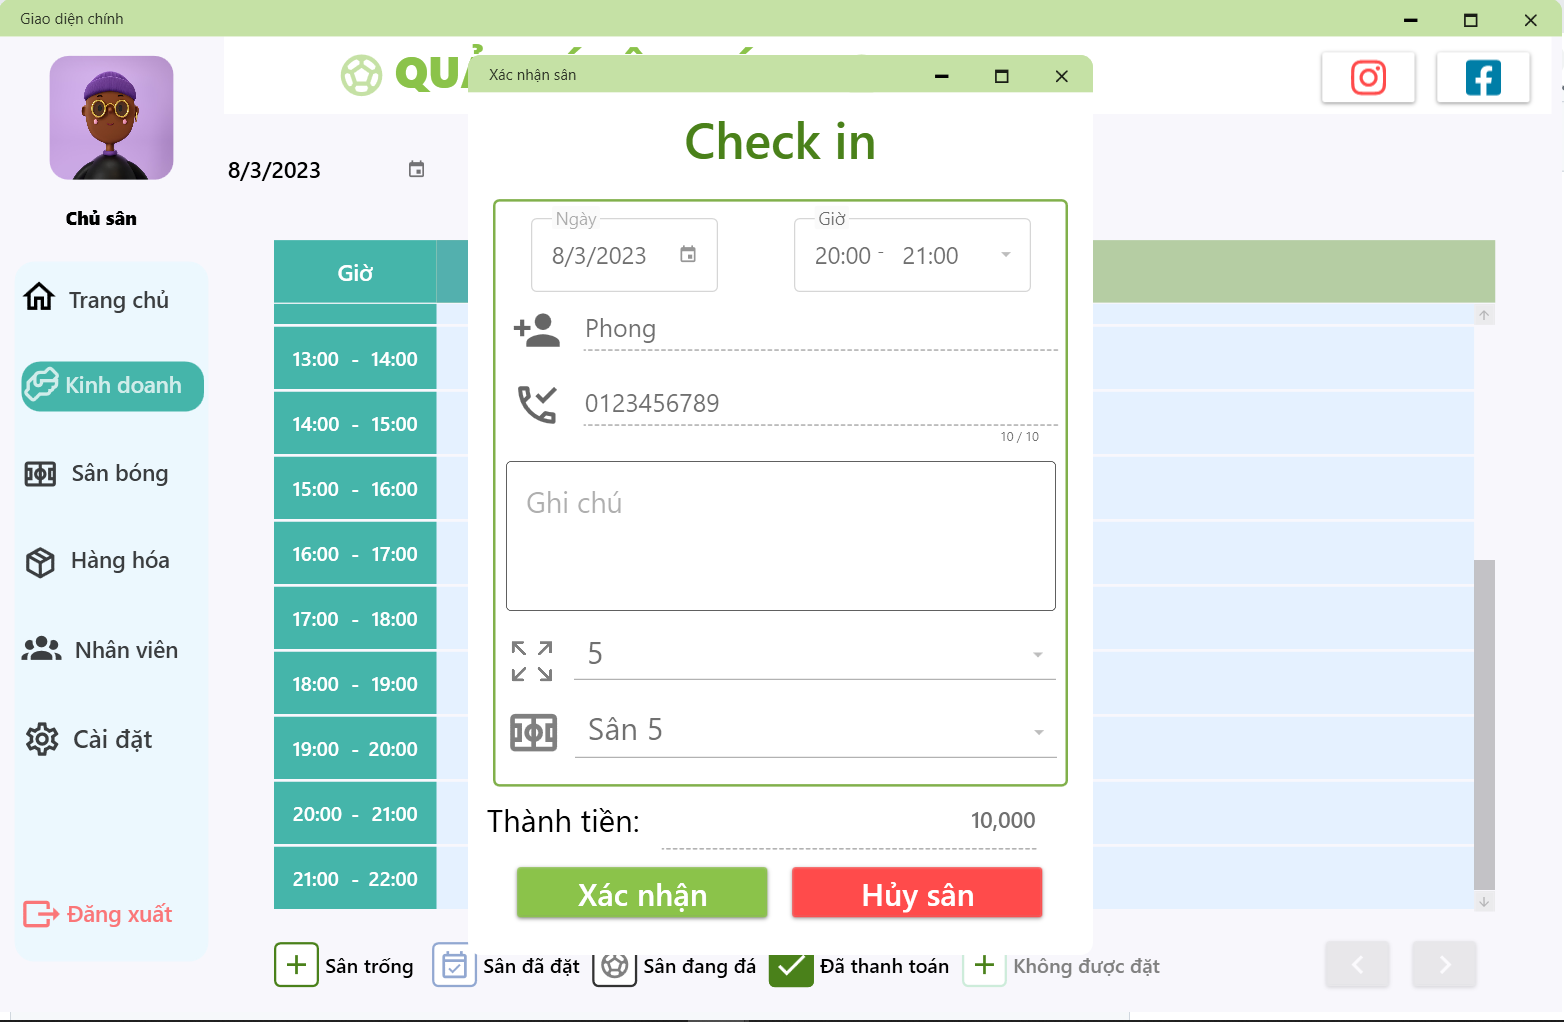 Giao diện chính
Xác nhận sân
Check in
8/3/2023
Chủ sân
Trang chủ
Kinh doanh
Sân bóng
Hàng hóa
Nhân viên
Cài đặt
Đăng xuất
Giờ
13:00 - 14:00
14:00 - 15:00
15:00 - 16:00
16:00 - 17:00
17:00 - 18:00
18:00 - 19:00
19:00 - 20:00
20:00 - 21:00
21:00 - 22:00
Ngày
8/3/2023
Giờ
20:00 - 21:00
Phong
0123456789
10 / 10
Ghi chú
5
Sân 5
Thành tiền:
10,000
Xác nhận
Hủy sân
Sân trống
Sân đã đặt
Sân đang đá
Đã thanh toán
Không được đặt